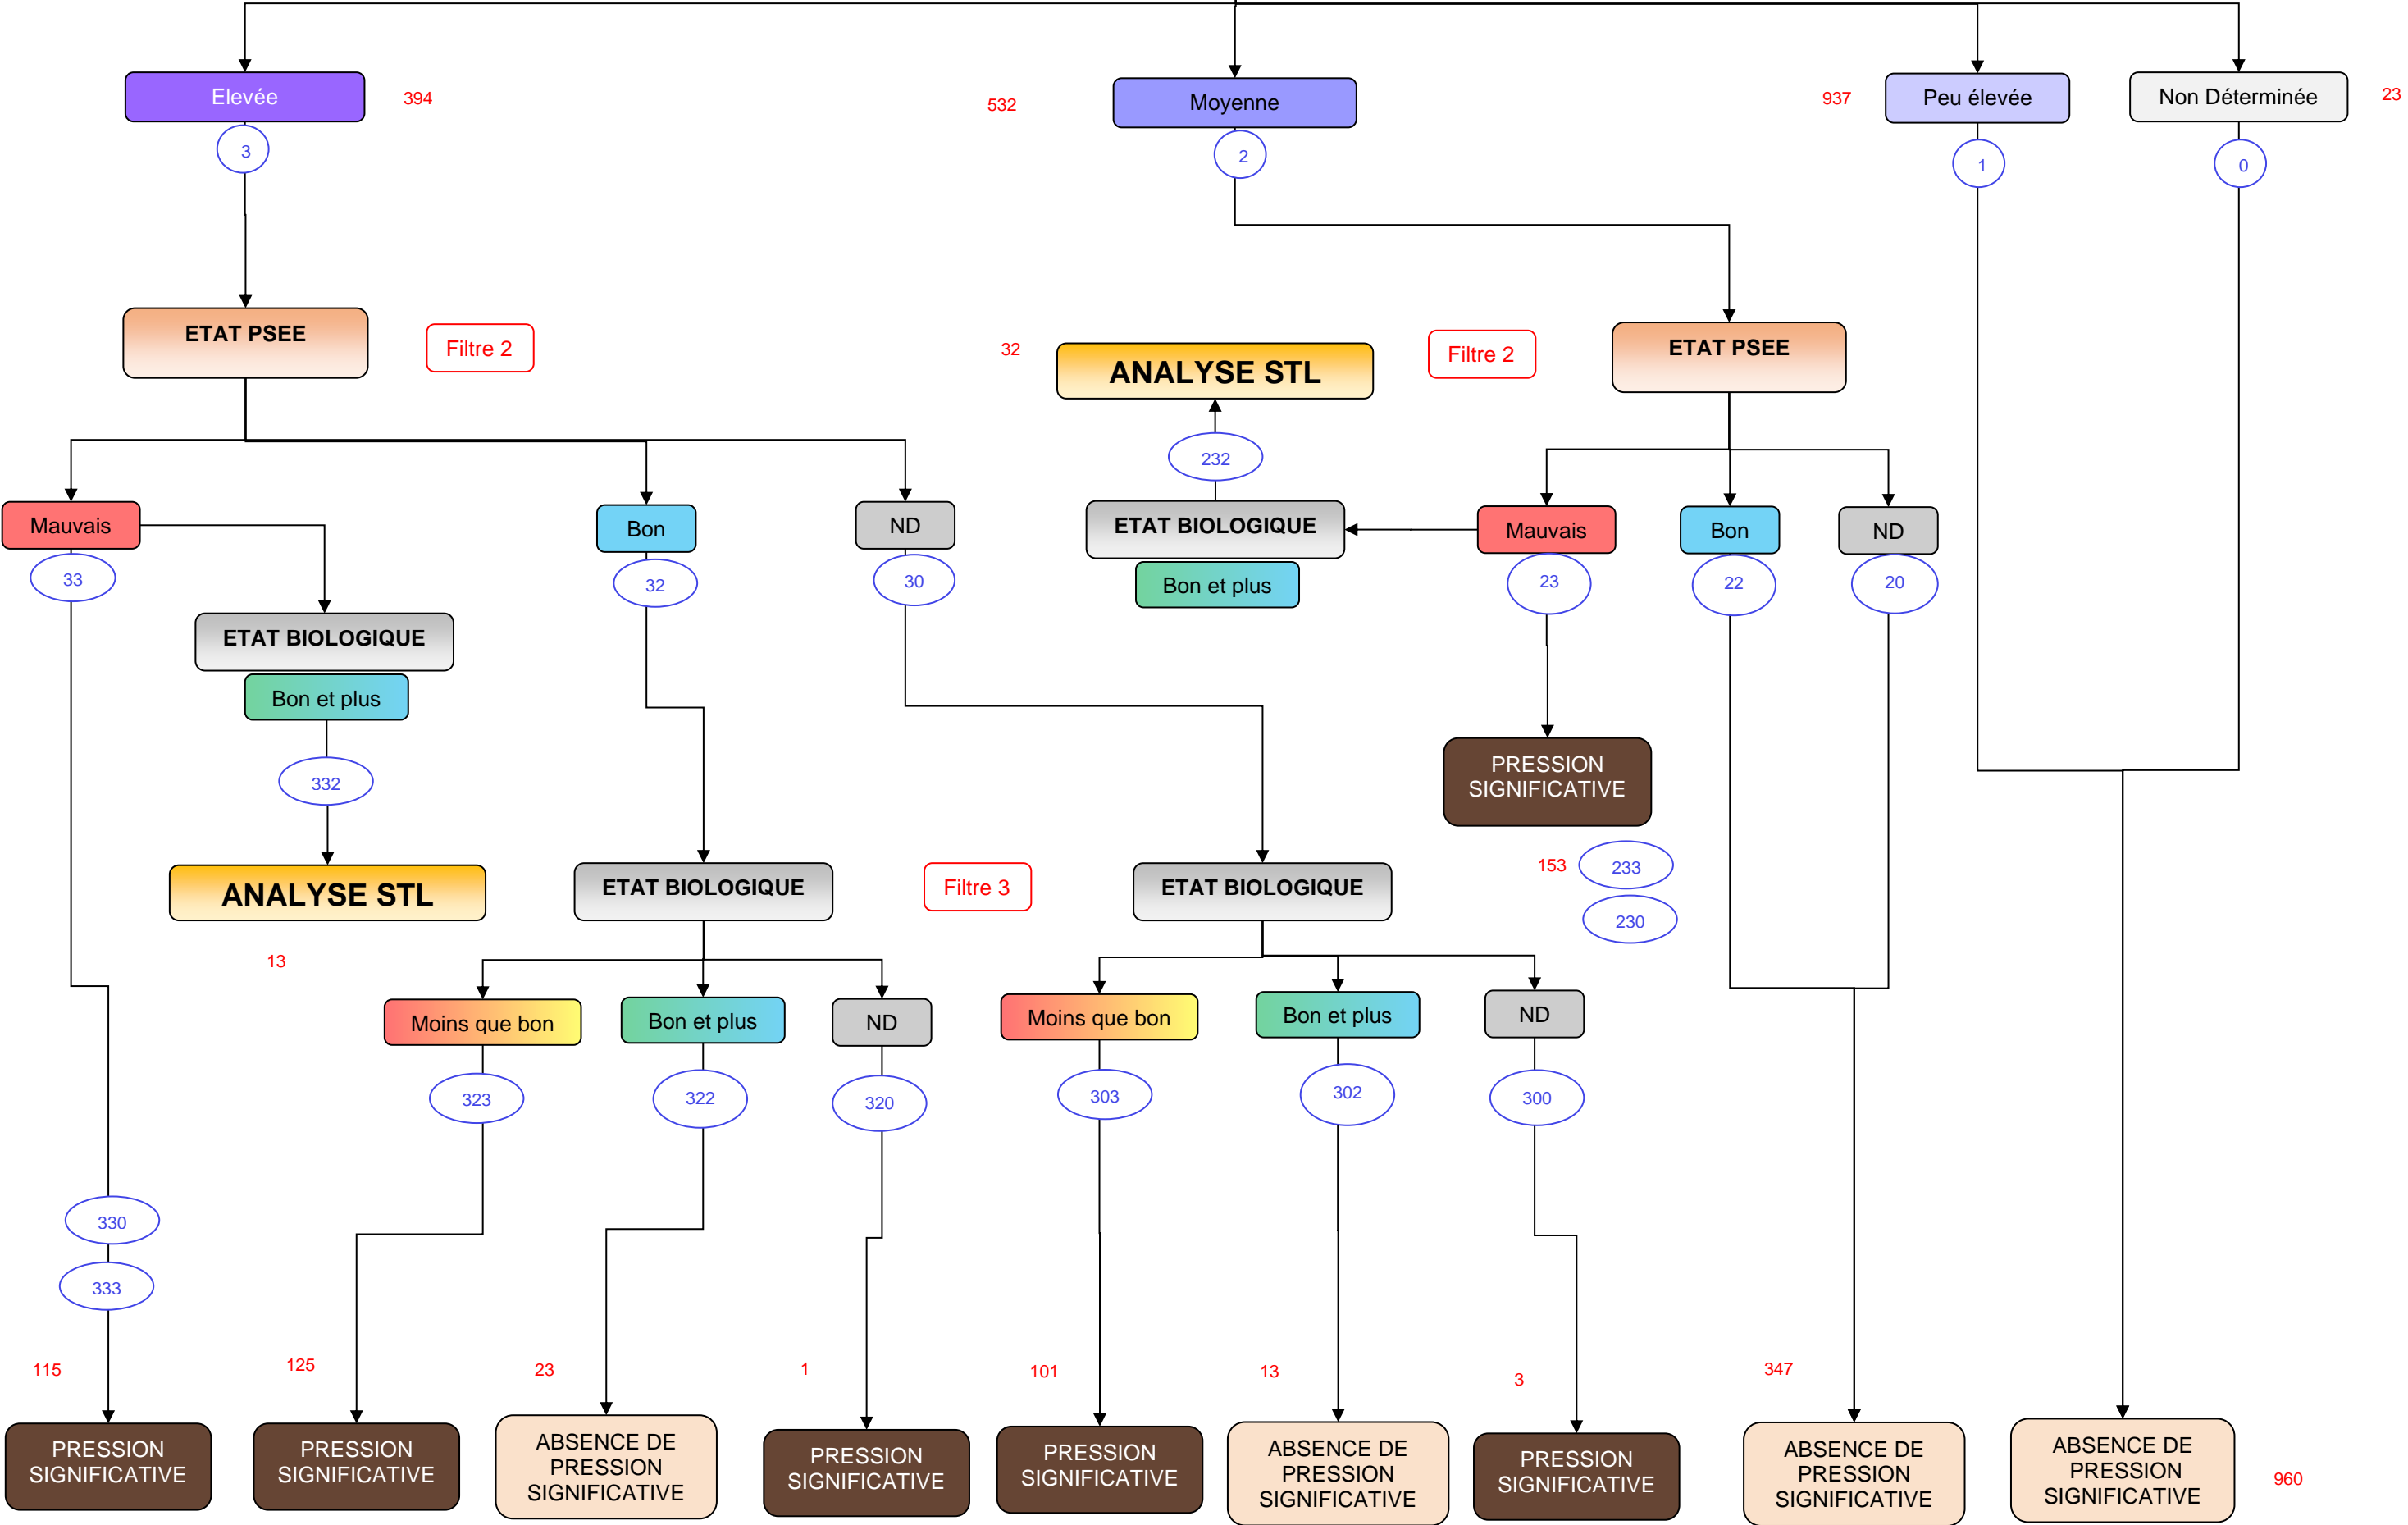 Elevée
394
532
Moyenne
937
Peu élevée
Non Déterminée
23
3
2
1
0
ETAT PSEE
Filtre 2
32
ANALYSE STL
Filtre 2
ETAT PSEE
232
Mauvais
Bon
ND
ETAT BIOLOGIQUE
Mauvais
Bon
ND
33
32
30
Bon et plus
23
22
20
ETAT BIOLOGIQUE
Bon et plus
332
PRESSION
SIGNIFICATIVE
ANALYSE STL
ETAT BIOLOGIQUE
Filtre 3
ETAT BIOLOGIQUE
153
233
230
13
Moins que bon
Bon et plus
ND
Moins que bon
Bon et plus
ND
323
322
320
303
302
300
330
333
115
125
23
1
101
13
3
347
PRESSION
SIGNIFICATIVE
PRESSION
SIGNIFICATIVE
ABSENCE DE
PRESSION
SIGNIFICATIVE
PRESSION
SIGNIFICATIVE
PRESSION
SIGNIFICATIVE
ABSENCE DE
PRESSION
SIGNIFICATIVE
PRESSION
SIGNIFICATIVE
ABSENCE DE
PRESSION
SIGNIFICATIVE
ABSENCE DE
PRESSION
SIGNIFICATIVE
960